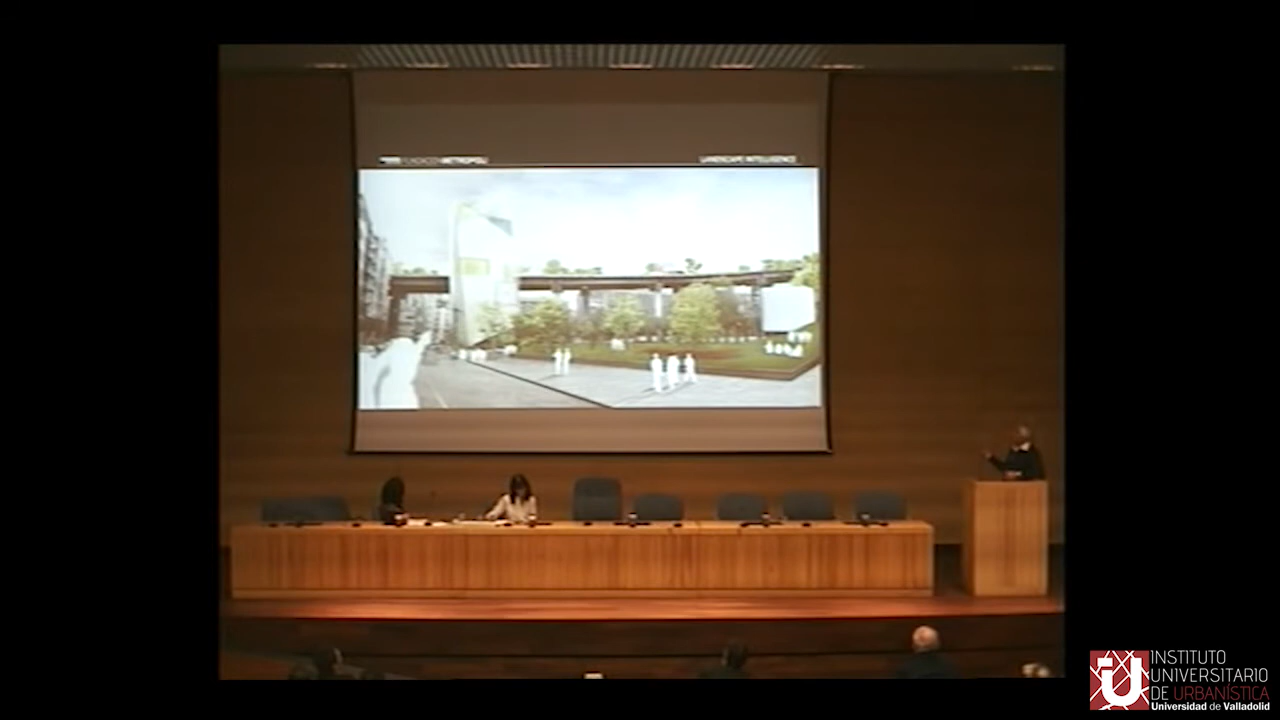 LANDSCAPE INTELLIGENCE
INSTITUTO
UNIVERSITARIO
DE URBANÍSTICA
Universidad de Valladolid